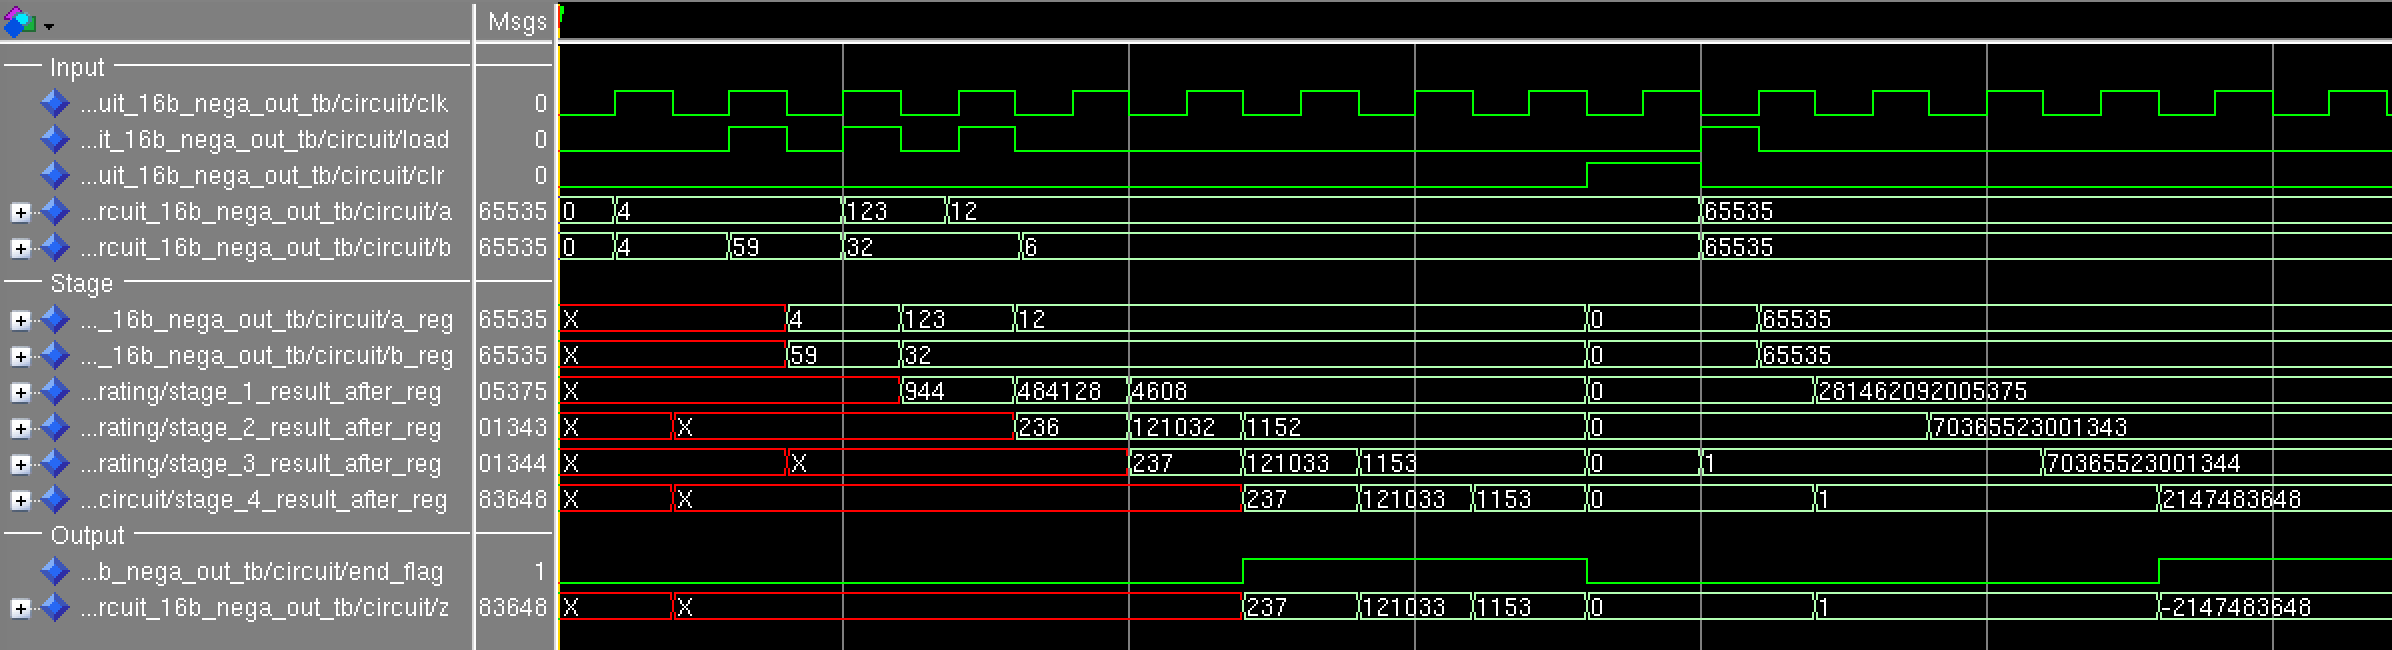 Msgs
Input
...uit_16b_nega_out_tb/circuit/clk 0
...it_16b_nega_out_tb/circuit/load 0
...uit_16b_nega_out_tb/circuit/clr 0
...rcuit_16b_nega_out_tb/circuit/a 65535 0 4 123 12 65535
...rcuit_16b_nega_out_tb/circuit/b 65535 0 4 59 32 6 65535
Stage
..._16b_nega_out_tb/circuit/a_reg 65535 X 4 123 12 0 65535
..._16b_nega_out_tb/circuit/b_reg 65535 X 59 32 0 65535
...rating/stage_1_result_after_reg 05375 X 944 484128 4608 0 281462092005375
...rating/stage_2_result_after_reg 01343 X X 236 121032 1152 0 70365523001343
...rating/stage_3_result_after_reg 01344 X X 237 121033 1153 0 1 70365523001344
...circuit/stage_4_result_after_reg 83648 X X 237 121033 1153 0 1 2147483648
Output
...b_nega_out_tb/circuit/end_flag 1
...rcuit_16b_nega_out_tb/circuit/z 83648 X X 237 121033 1153 0 1 -2147483648